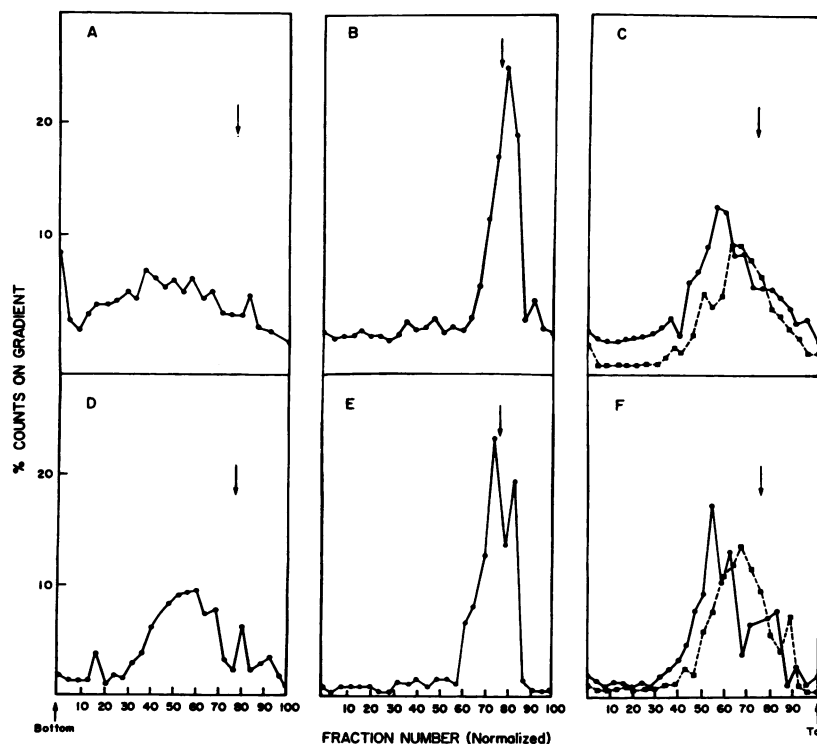 A
B
C
20
10
% COUNTS ON GRADIENT
D
E
F
20
10
10 20 30 40 50 60 70 80 90 100
10 20 30 40 50 60 70 80 90 100
10 20 30 40 50 60 70 80 90
Bottom
FRACTION NUMBER (Normalized)